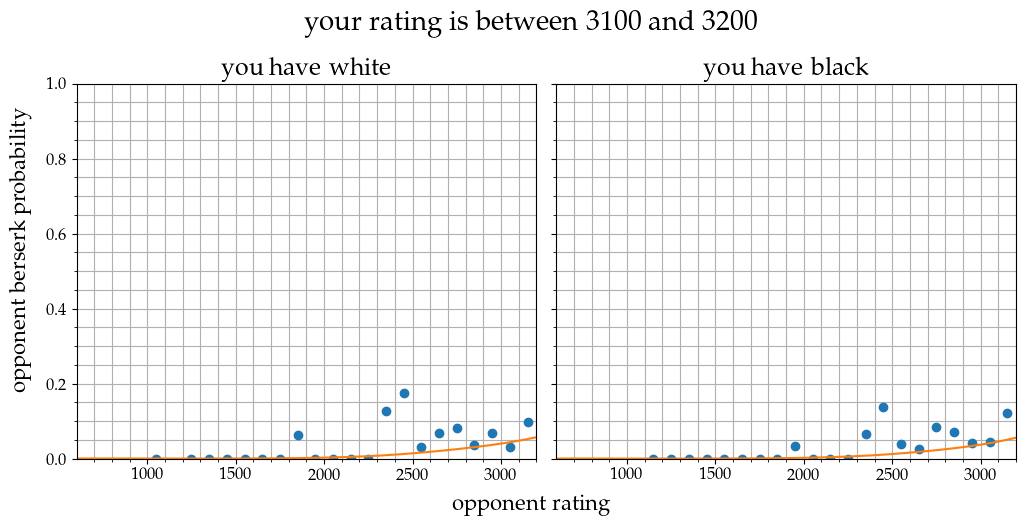 your rating is between 3100 and 3200
you have white
you have black
opponent berserk probability
1.0
0.8
0.6
0.4
0.2
0.0
1000 1500 2000 2500 3000
1000 1500 2000 2500 3000
opponent rating